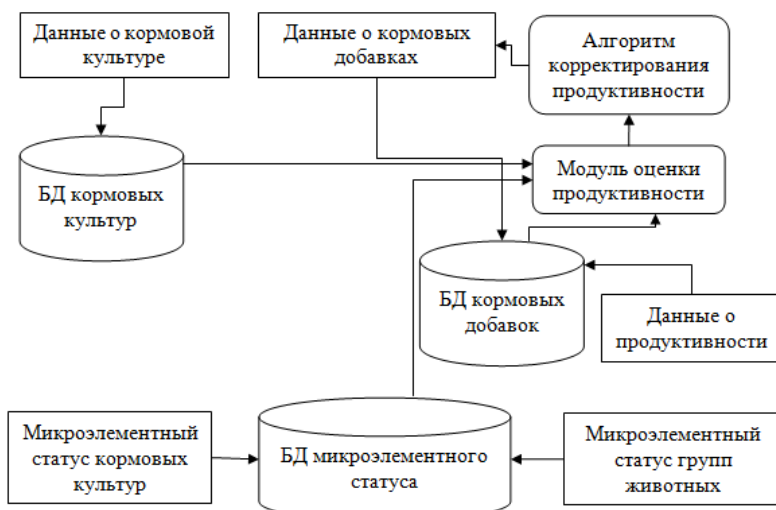 Данные о кормовой
культуре
Данные о кормовых
добавках
Алгоритм
корректирования
продуктивности
БД кормовых
культур
Модуль оценки
продуктивности
БД кормовых
добавок
Данные о
продуктивности
Микроэлементный
статус кормовых
культур
БД микроэлементного
статуса
Микроэлементный
статус групп
животных